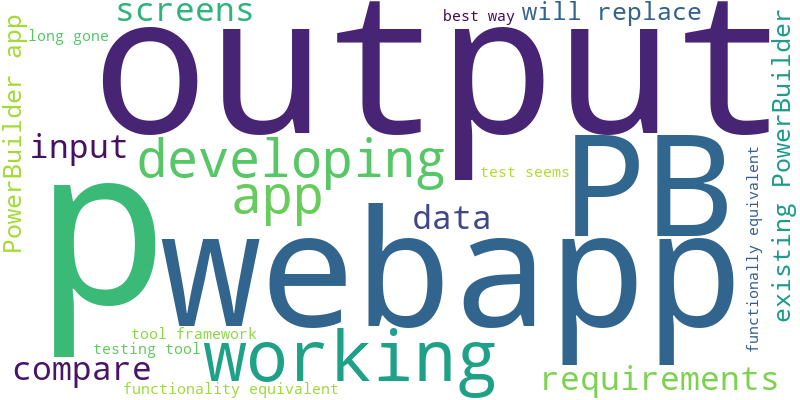 screens
best way
will replace
long gone
output
PowerBuilder app
existing PowerBuilder
input
developing
PB
test seems
app
data
p
webapp
functionally equivalent
tool framework
testing tool
working
compare
requirements
functionality equivalent